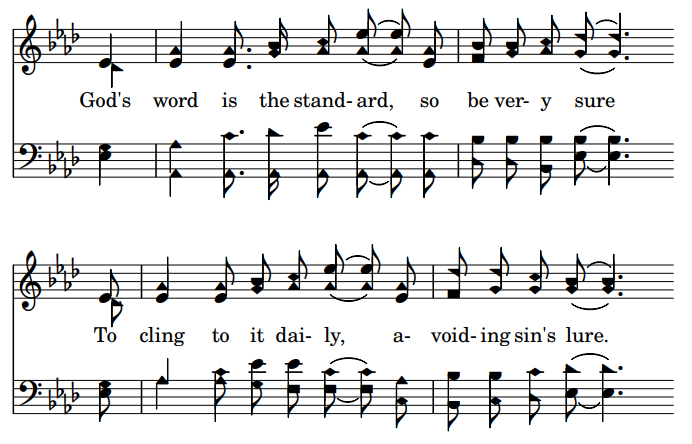 God's word is the stand- ard, so be ver- y sure
To cling to it dai- ly, a- void- ing sin's lure.